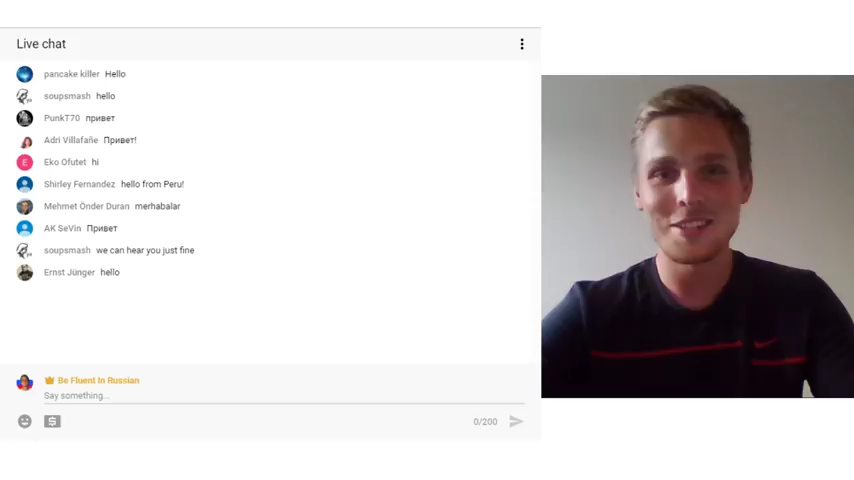 Live chat
pancake killer Hello
soupsmash hello
PunkT70 привет
Adri Villafañe Привет!
E Eko Ofutet hi
Shirley Fernandez hello from Peru!
Mehmet Önder Duran merhabalar
AK SeVin Привет
soupsmash we can hear you just fine
Ernst Jünger hello
Be Fluent In Russian
Say something...
0/200